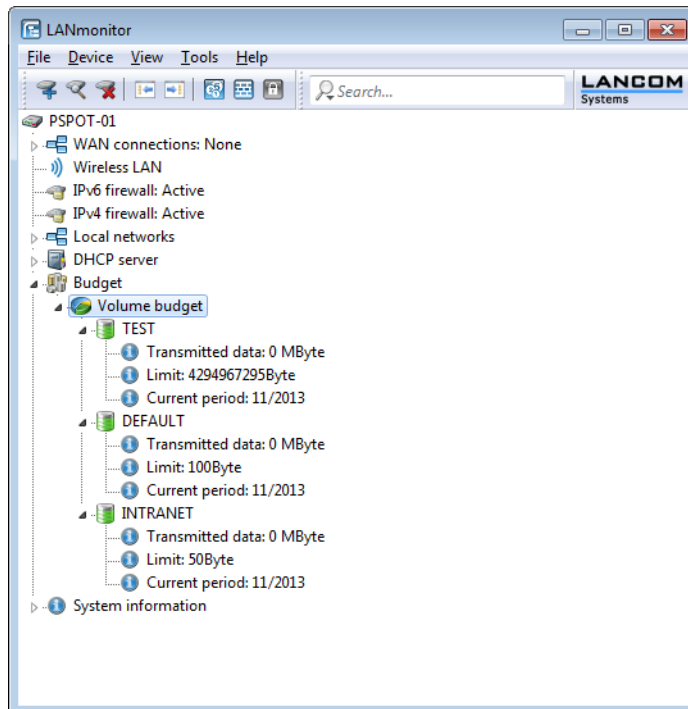 LANmonitor
File Device View Tools Help
Search...
LANCOM
Systems
PSPOT-01
WAN connections: None
Wireless LAN
IPv6 firewall: Active
IPv4 firewall: Active
Local networks
DHCP server
Budget
Volume budget
TEST
Transmitted data: 0 MByte
Limit: 4294967295Byte
Current period: 11/2013
DEFAULT
Transmitted data: 0 MByte
Limit: 100Byte
Current period: 11/2013
INTRANET
Transmitted data: 0 MByte
Limit: 50Byte
Current period: 11/2013
System information